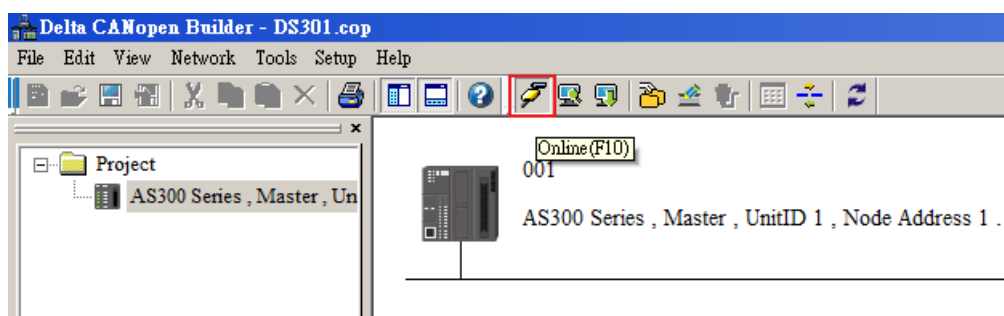 Delta CANopen Builder - DS301.cop
File Edit View Network Tools Setup Help
Online(F10)
Project
AS300 Series , Master , Un
001
AS300 Series , Master , UnitID 1 , Node Address 1 .